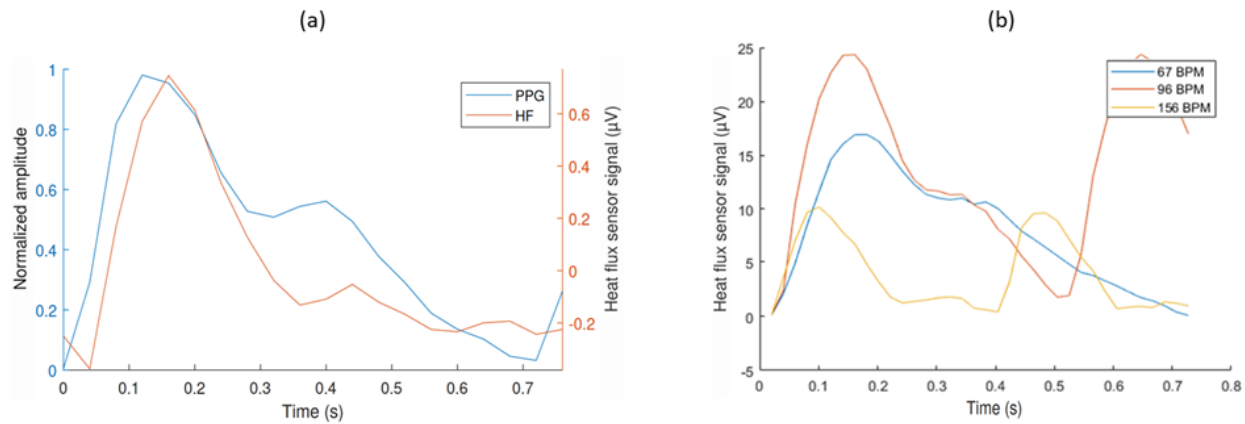 (a)
1
0.8
0.6
0.4
0.2
0
Normalized amplitude
PPG
HF
0.6
0.4
0.2
0
-0.2
Heat flux sensor signal (µV)
0 0.1 0.2 0.3 0.4 0.5 0.6 0.7
Time (s)
(b)
25
20
15
10
5
0
-5
Heat flux sensor signal (µV)
67 BPM
96 BPM
156 BPM
0 0.1 0.2 0.3 0.4 0.5 0.6 0.7 0.8
Time (s)